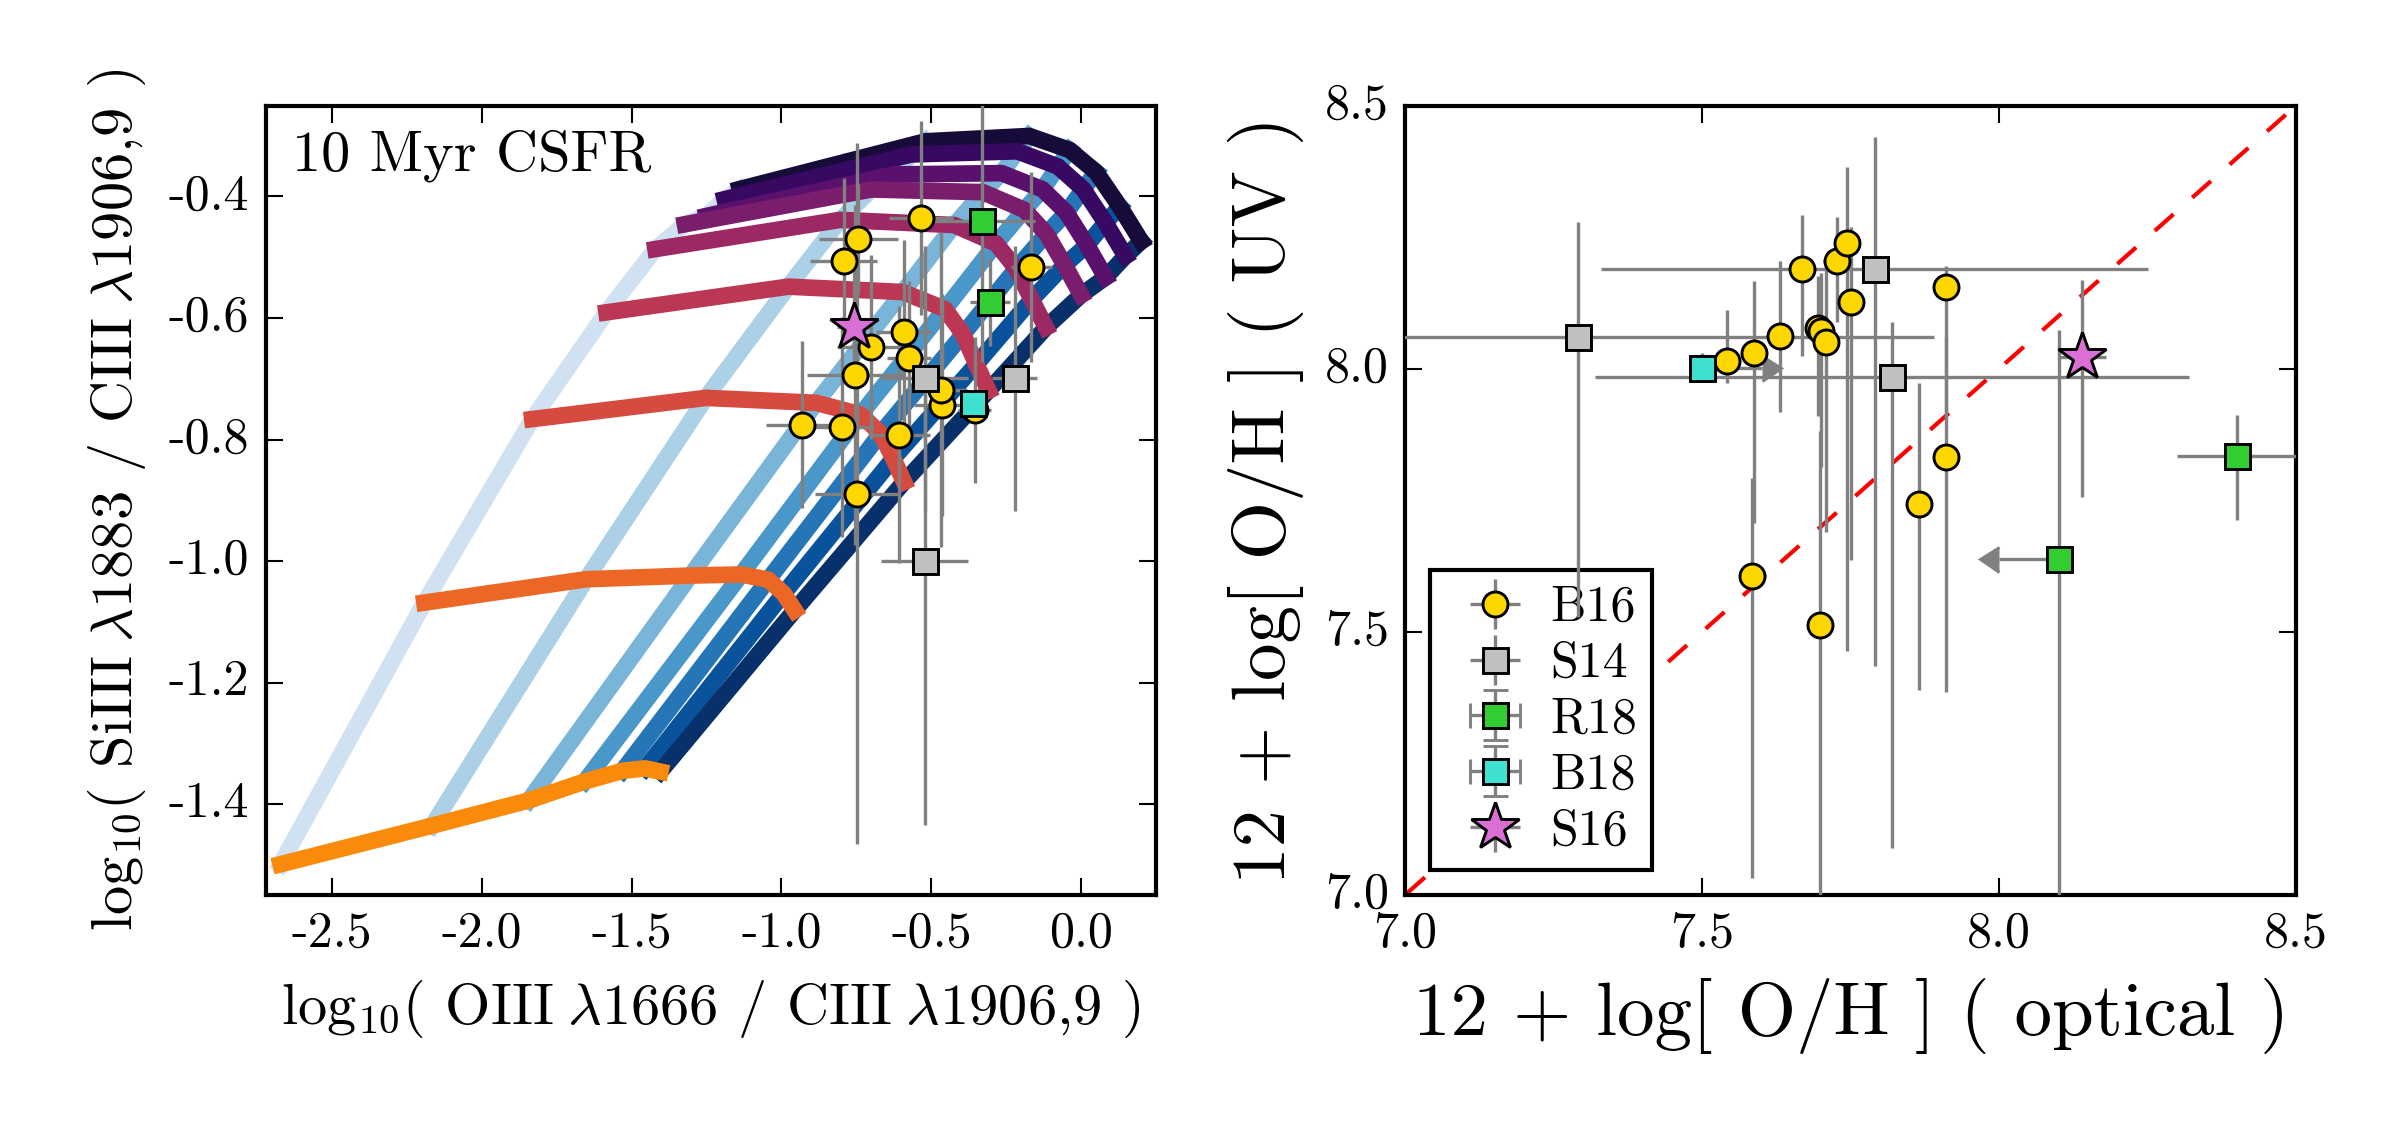 10 Myr CSFR
-0.4
-0.6
-0.8
-1.0
-1.2
-1.4
log₁₀( SiIII λ1883 / CIII λ1906,9 )
-2.5 -2.0 -1.5 -1.0 -0.5 0.0
log₁₀( OIII λ1666 / CIII λ1906,9 )
8.5
8.0
7.5
7.0
12 + log[ O/H ] ( UV )
B16
S14
R18
B18
S16
7.0 7.5 8.0 8.5
12 + log[ O/H ] ( optical )